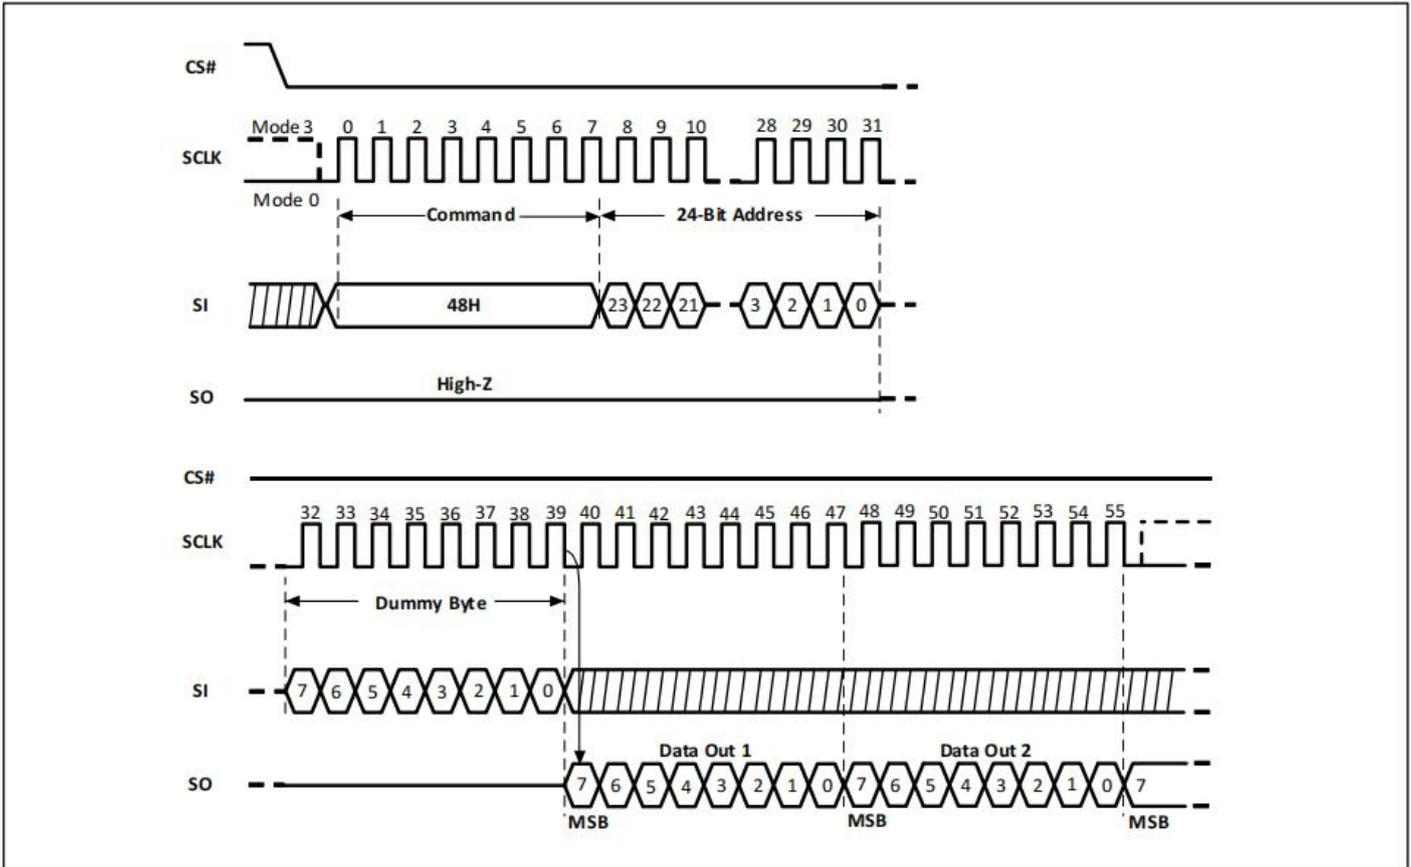 CS#
Mode 3 0 1 2 3 4 5 6 7 8 9 10 28 29 30 31
SCLK
Mode 0
Command 24-Bit Address
SI 48H 23 22 21 3 2 1 0
High-Z
SO
CS#
32 33 34 35 36 37 38 39 40 41 42 43 44 45 46 47 48 49 50 51 52 53 54 55
SCLK
Dummy Byte
SI 7 6 5 4 3 2 1 0
Data Out 1 Data Out 2
SO 7 6 5 4 3 2 1 0 7 6 5 4 3 2 1 0 7
MSB MSB MSB